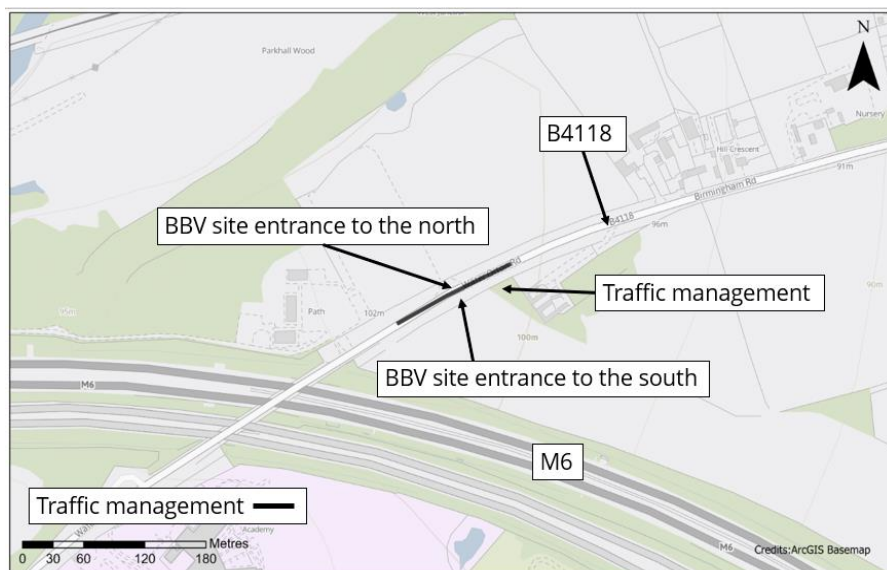 Parkhall Wood
N
B4118
Nursery
Hill Crescent
91m
Birmingham Rd
BBV site entrance to the north
B4118
96m
Rd
Traffic management
95m
Path
102m
90m
100m
BBV site entrance to the south
M6
M6
Traffic management
Academy
Metres
0 30 60 120 180
M6
Credits:ArcGIS Basemap